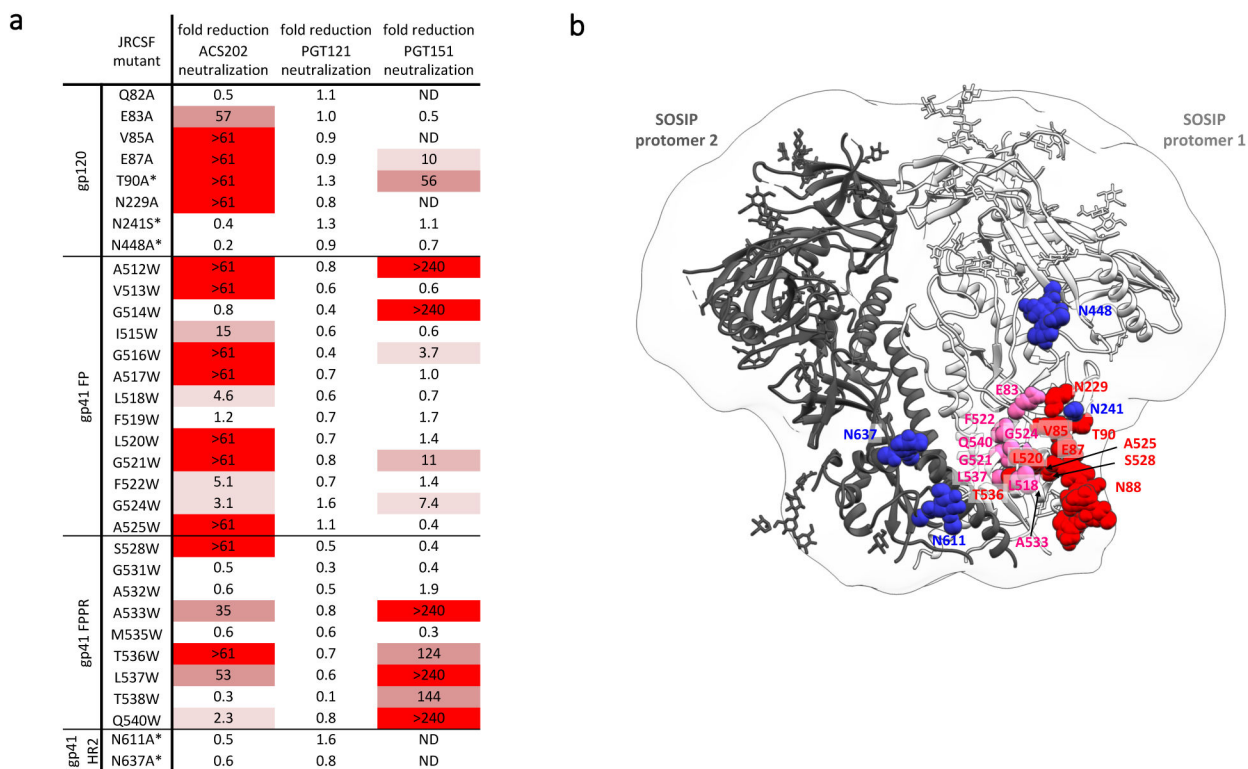 a
JRCSF mutant | fold reduction ACS202 neutralization | fold reduction PGT121 neutralization | fold reduction PGT151 neutralization
gp120
Q82A 0.5 1.1 ND
E83A 57 1.0 0.5
V85A >61 0.9 ND
E87A >61 0.9 10
T90A* >61 1.3 56
N229A >61 0.8 ND
N241S* 0.4 1.3 1.1
N448A* 0.2 0.9 0.7
gp41 FP
A512W >61 0.8 >240
V513W >61 0.6 0.6
G514W 0.8 0.4 >240
I515W 15 0.6 0.6
G516W >61 0.4 3.7
A517W >61 0.7 1.0
L518W 4.6 0.6 0.7
F519W 1.2 0.7 1.7
L520W >61 0.7 1.4
G521W >61 0.8 11
F522W 5.1 0.7 1.4
G524W 3.1 1.6 7.4
A525W >61 1.1 0.4
gp41 FPPR
S528W >61 0.5 0.4
G531W 0.5 0.3 0.4
A532W 0.6 0.5 1.9
A533W 35 0.8 >240
M535W 0.6 0.6 0.3
T536W >61 0.7 124
L537W 53 0.6 >240
T538W 0.3 0.1 144
Q540W 2.3 0.8 >240
gp41 HR2
N611A* 0.5 1.6 ND
N637A* 0.6 0.8 ND
b
SOSIP
protomer 2
SOSIP
protomer 1
N448
E83
N229
F522
N241
G524
V85
T90
N637
Q540
E87
A525
G521
L520
S528
L537
L518
N88
T536
N611
A533